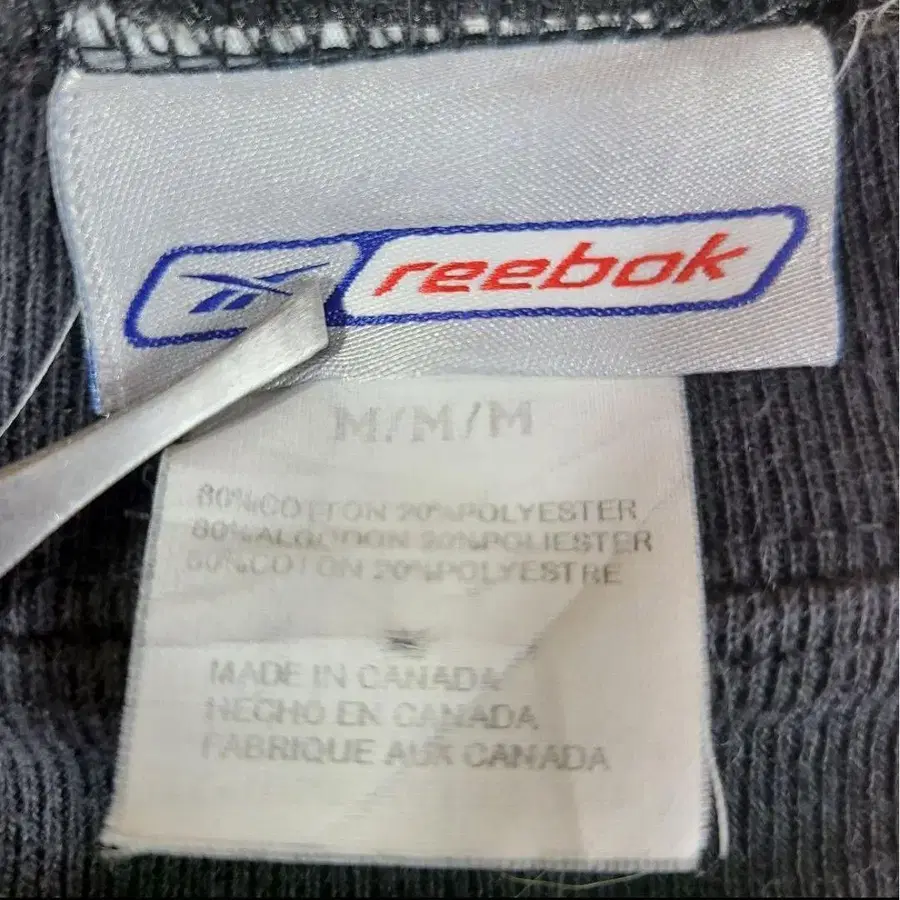 reebok
M/M/M
80%COTTON 20%POLYESTER
80%ALGODON 20%POLIESTER
80%COTON 20%POLYESTRE
MADE IN CANADA
HECHO EN CANADA
FABRIQUE AUX CANADA